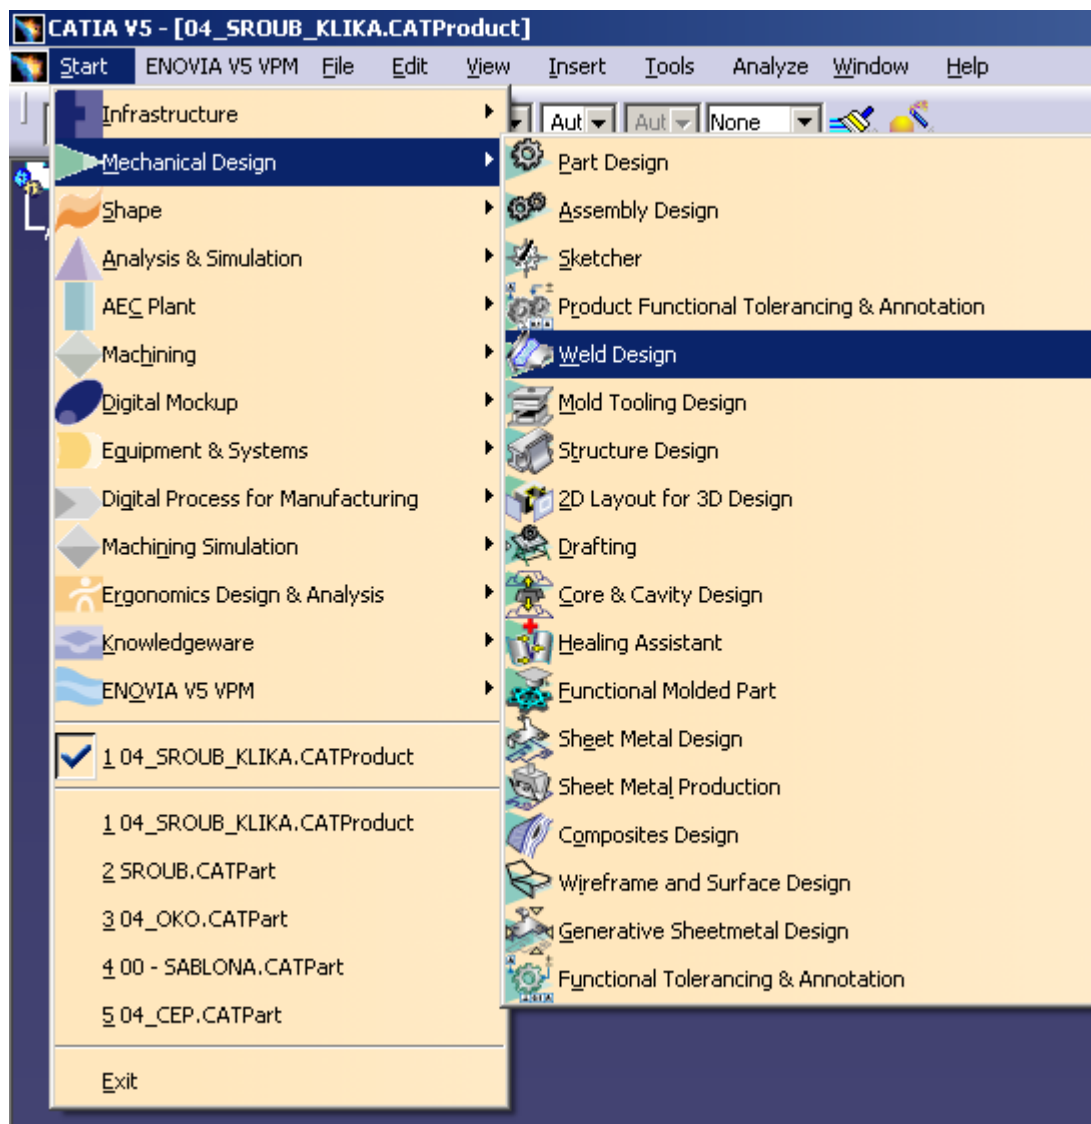 CATIA V5 - [04_SROUB_KLIKA.CATProduct]
Start ENOVIA V5 VPM File Edit View Insert Tools Analyze Window Help
Aut Aut None
Infrastructure
Mechanical Design
Shape
Analysis & Simulation
AEC Plant
Machining
Digital Mockup
Equipment & Systems
Digital Process for Manufacturing
Machining Simulation
Ergonomics Design & Analysis
Knowledgeware
ENOVIA V5 VPM
1 04_SROUB_KLIKA.CATProduct
1 04_SROUB_KLIKA.CATProduct
2 SROUB.CATPart
3 04_OKO.CATPart
4 00 - SABLONA.CATPart
5 04_CEP.CATPart
Exit
Part Design
Assembly Design
Sketcher
Product Functional Tolerancing & Annotation
Weld Design
Mold Tooling Design
Structure Design
2D Layout for 3D Design
Drafting
Core & Cavity Design
Healing Assistant
Functional Molded Part
Sheet Metal Design
Sheet Metal Production
Composites Design
Wireframe and Surface Design
Generative Sheetmetal Design
Functional Tolerancing & Annotation